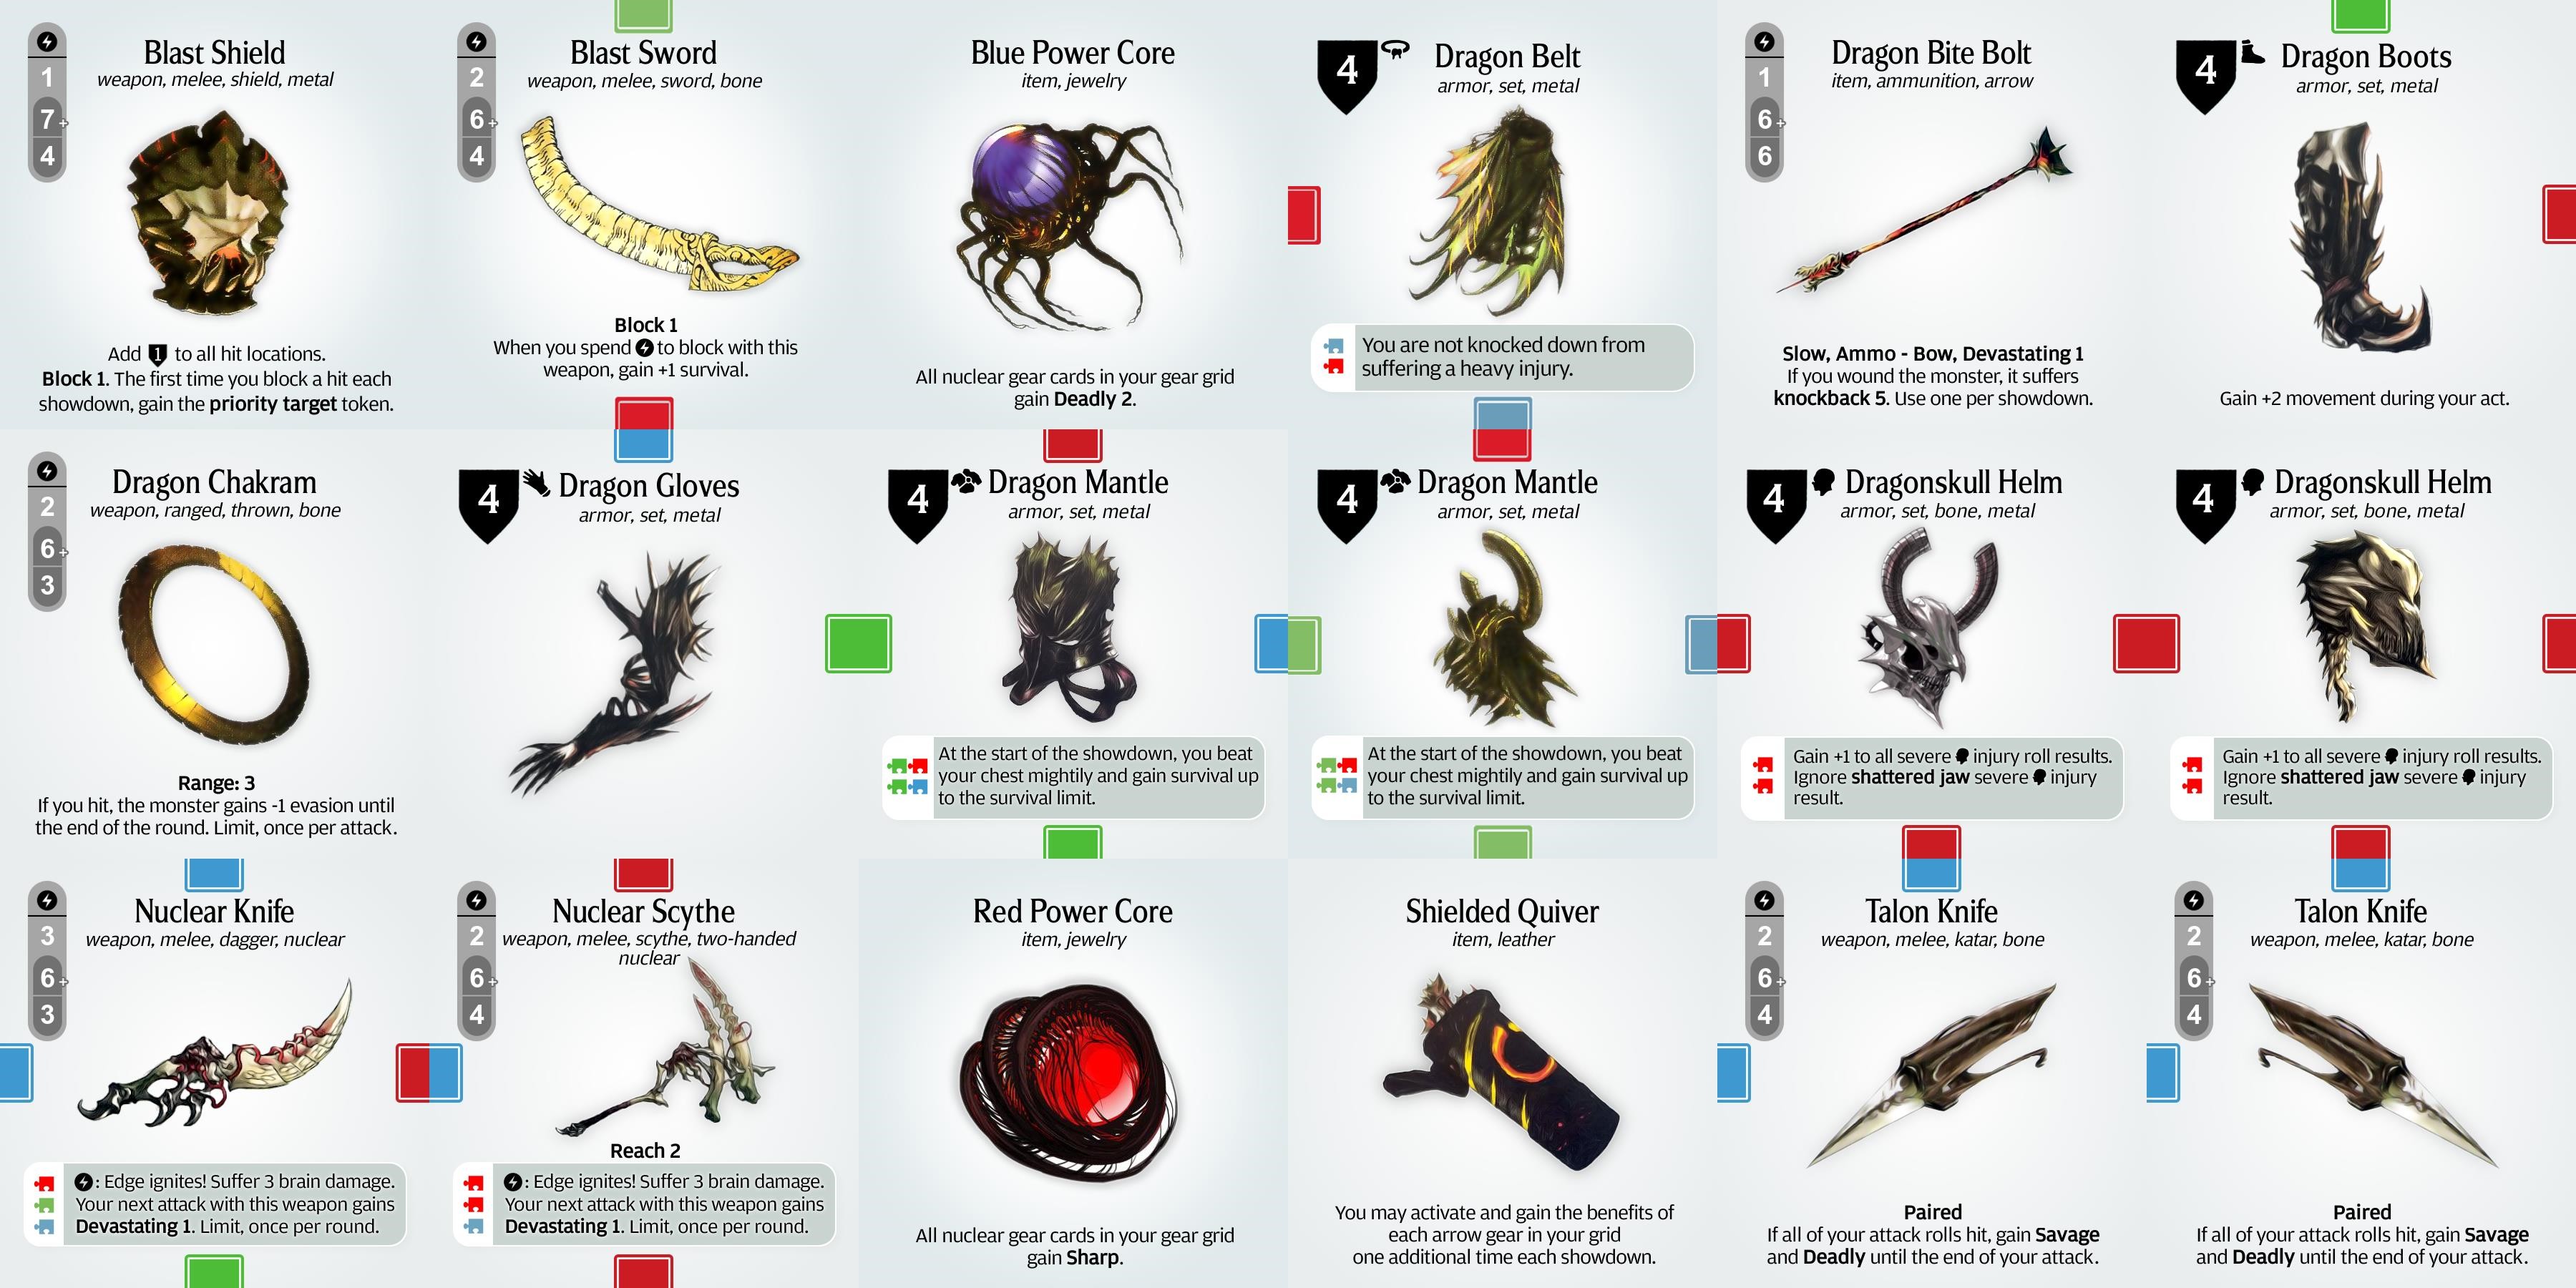 Blast Shield
weapon, melee, shield, metal
1
7+
4
Add 1 to all hit locations.
Block 1. The first time you block a hit each
showdown, gain the priority target token.
Blast Sword
weapon, melee, sword, bone
2
6+
4
Block 1
When you spend to block with this
weapon, gain +1 survival.
Blue Power Core
item, jewelry
All nuclear gear cards in your gear grid
gain Deadly 2.
4
Dragon Belt
armor, set, metal
You are not knocked down from
suffering a heavy injury.
Dragon Bite Bolt
item, ammunition, arrow
1
6+
6
Slow, Ammo - Bow, Devastating 1
If you wound the monster, it suffers
knockback 5. Use one per showdown.
4
Dragon Boots
armor, set, metal
Gain +2 movement during your act.
Dragon Chakram
weapon, ranged, thrown, bone
2
6+
3
Range: 3
If you hit, the monster gains -1 evasion until
the end of the round. Limit, once per attack.
4
Dragon Gloves
armor, set, metal
4
Dragon Mantle
armor, set, metal
At the start of the showdown, you beat
your chest mightily and gain survival up
to the survival limit.
4
Dragon Mantle
armor, set, metal
At the start of the showdown, you beat
your chest mightily and gain survival up
to the survival limit.
4
Dragonskull Helm
armor, set, bone, metal
Gain +1 to all severe injury roll results.
Ignore shattered jaw severe injury
result.
4
Dragonskull Helm
armor, set, bone, metal
Gain +1 to all severe injury roll results.
Ignore shattered jaw severe injury
result.
Nuclear Knife
weapon, melee, dagger, nuclear
3
6+
3
: Edge ignites! Suffer 3 brain damage.
Your next attack with this weapon gains
Devastating 1. Limit, once per round.
Nuclear Scythe
weapon, melee, scythe, two-handed
nuclear
2
6+
4
Reach 2
: Edge ignites! Suffer 3 brain damage.
Your next attack with this weapon gains
Devastating 1. Limit, once per round.
Red Power Core
item, jewelry
All nuclear gear cards in your gear grid
gain Sharp.
Shielded Quiver
item, leather
You may activate and gain the benefits of
each arrow gear in your grid
one additional time each showdown.
Talon Knife
weapon, melee, katar, bone
2
6+
4
Paired
If all of your attack rolls hit, gain Savage
and Deadly until the end of your attack.
Talon Knife
weapon, melee, katar, bone
2
6+
4
Paired
If all of your attack rolls hit, gain Savage
and Deadly until the end of your attack.